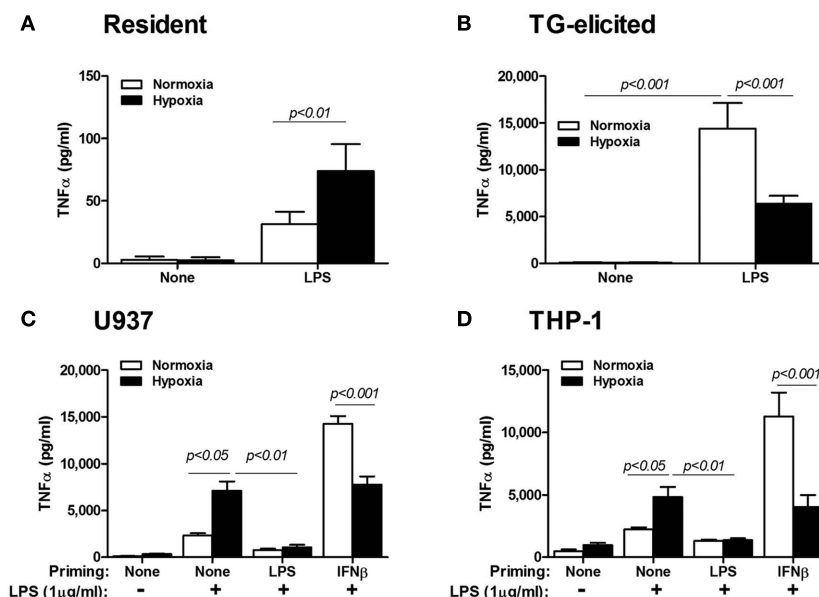 A Resident
TNFα (pg/ml)
150
100
50
0
Normoxia
Hypoxia
p<0.01
None LPS
B TG-elicited
TNFα (pg/ml)
20,000
15,000
10,000
5,000
0
Normoxia
Hypoxia
p<0.001 p<0.001
None LPS
C U937
TNFα (pg/ml)
20,000
15,000
10,000
5,000
0
Normoxia
Hypoxia
p<0.001
p<0.05 p<0.01
Priming: None None LPS IFNβ
LPS (1μg/ml): - + + +
D THP-1
TNFα (pg/ml)
15,000
10,000
5,000
0
Normoxia
Hypoxia
p<0.001
p<0.05 p<0.01
Priming: None None LPS IFNβ
LPS (1μg/ml): - + + +